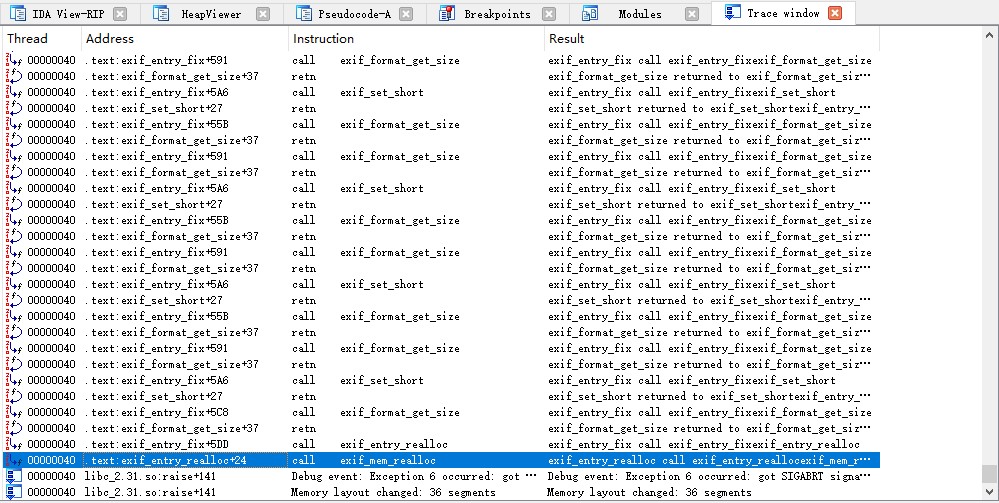 IDA View-RIP HeapViewer Pseudocode-A Breakpoints Modules Trace window
Thread Address Instruction Result
00000040 .text:exif_entry_fix+591 call exif_format_get_size exif_entry_fix call exif_entry_fixexif_format_get_size
00000040 .text:exif_format_get_size+37 retn exif_format_get_size returned to exif_format_get_siz…
00000040 .text:exif_entry_fix+5A6 call exif_set_short exif_entry_fix call exif_entry_fixexif_set_short
00000040 .text:exif_set_short+27 retn exif_set_short returned to exif_set_shortexif_entry_…
00000040 .text:exif_entry_fix+55B call exif_format_get_size exif_entry_fix call exif_entry_fixexif_format_get_size
00000040 .text:exif_format_get_size+37 retn exif_format_get_size returned to exif_format_get_siz…
00000040 .text:exif_entry_fix+591 call exif_format_get_size exif_entry_fix call exif_entry_fixexif_format_get_size
00000040 .text:exif_format_get_size+37 retn exif_format_get_size returned to exif_format_get_siz…
00000040 .text:exif_entry_fix+5A6 call exif_set_short exif_entry_fix call exif_entry_fixexif_set_short
00000040 .text:exif_set_short+27 retn exif_set_short returned to exif_set_shortexif_entry_…
00000040 .text:exif_entry_fix+55B call exif_format_get_size exif_entry_fix call exif_entry_fixexif_format_get_size
00000040 .text:exif_format_get_size+37 retn exif_format_get_size returned to exif_format_get_siz…
00000040 .text:exif_entry_fix+591 call exif_format_get_size exif_entry_fix call exif_entry_fixexif_format_get_size
00000040 .text:exif_format_get_size+37 retn exif_format_get_size returned to exif_format_get_siz…
00000040 .text:exif_entry_fix+5A6 call exif_set_short exif_entry_fix call exif_entry_fixexif_set_short
00000040 .text:exif_set_short+27 retn exif_set_short returned to exif_set_shortexif_entry_…
00000040 .text:exif_entry_fix+55B call exif_format_get_size exif_entry_fix call exif_entry_fixexif_format_get_size
00000040 .text:exif_format_get_size+37 retn exif_format_get_size returned to exif_format_get_siz…
00000040 .text:exif_entry_fix+591 call exif_format_get_size exif_entry_fix call exif_entry_fixexif_format_get_size
00000040 .text:exif_format_get_size+37 retn exif_format_get_size returned to exif_format_get_siz…
00000040 .text:exif_entry_fix+5A6 call exif_set_short exif_entry_fix call exif_entry_fixexif_set_short
00000040 .text:exif_set_short+27 retn exif_set_short returned to exif_set_shortexif_entry_…
00000040 .text:exif_entry_fix+5C8 call exif_format_get_size exif_entry_fix call exif_entry_fixexif_format_get_size
00000040 .text:exif_format_get_size+37 retn exif_format_get_size returned to exif_format_get_siz…
00000040 .text:exif_entry_fix+5DD call exif_entry_realloc exif_entry_fix call exif_entry_fixexif_entry_realloc
00000040 .text:exif_entry_realloc+24 call exif_mem_realloc exif_entry_realloc call exif_entry_reallocexif_mem_r…
00000040 libc_2.31.so:raise+141 Debug event: Exception 6 occurred: got … Debug event: Exception 6 occurred: got SIGABRT signa…
00000040 libc_2.31.so:raise+141 Memory layout changed: 36 segments Memory layout changed: 36 segments